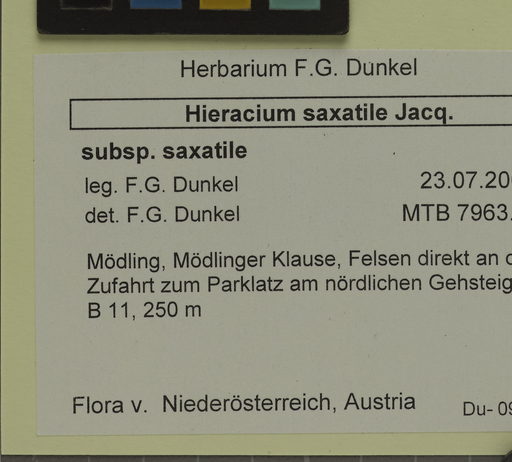 Herbarium F.G. Dunkel
Hieracium saxatile Jacq.
subsp. saxatile
leg. F.G. Dunkel 23.07.20
det. F.G. Dunkel MTB 7963.
Mödling, Mödlinger Klause, Felsen direkt an
Zufahrt zum Parklatz am nördlichen Gehsteig
B 11, 250 m
Flora v. Niederösterreich, Austria Du- 09